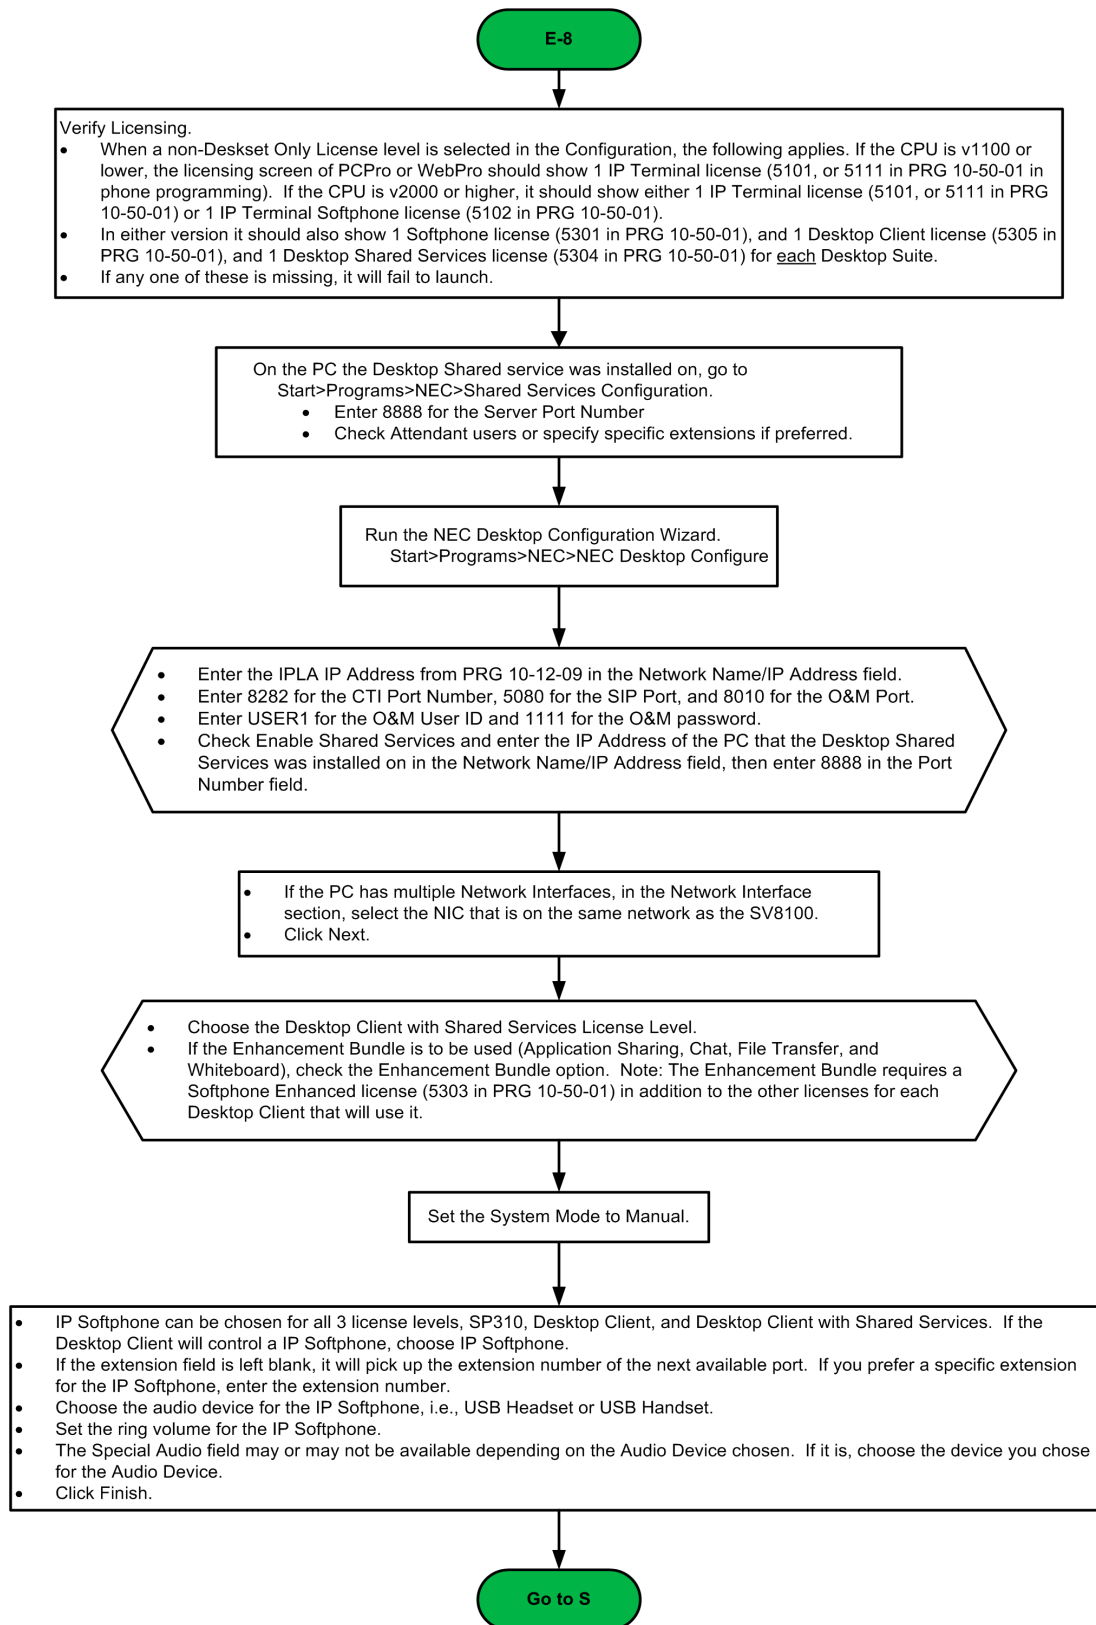 E-8
Verify Licensing.
• When a non-Deskset Only License level is selected in the Configuration, the following applies. If the CPU is v1100 or
lower, the licensing screen of PCPro or WebPro should show 1 IP Terminal license (5101, or 5111 in PRG 10-50-01 in
phone programming). If the CPU is v2000 or higher, it should show either 1 IP Terminal license (5101, or 5111 in PRG
10-50-01) or 1 IP Terminal Softphone license (5102 in PRG 10-50-01).
• In either version it should also show 1 Softphone license (5301 in PRG 10-50-01), and 1 Desktop Client license (5305 in
PRG 10-50-01), and 1 Desktop Shared Services license (5304 in PRG 10-50-01) for each Desktop Suite.
• If any one of these is missing, it will fail to launch.
On the PC the Desktop Shared service was installed on, go to
Start>Programs>NEC>Shared Services Configuration.
• Enter 8888 for the Server Port Number
• Check Attendant users or specify specific extensions if preferred.
Run the NEC Desktop Configuration Wizard.
Start>Programs>NEC>NEC Desktop Configure
• Enter the IPLA IP Address from PRG 10-12-09 in the Network Name/IP Address field.
• Enter 8282 for the CTI Port Number, 5080 for the SIP Port, and 8010 for the O&M Port.
• Enter USER1 for the O&M User ID and 1111 for the O&M password.
• Check Enable Shared Services and enter the IP Address of the PC that the Desktop Shared
Services was installed on in the Network Name/IP Address field, then enter 8888 in the Port
Number field.
• If the PC has multiple Network Interfaces, in the Network Interface
section, select the NIC that is on the same network as the SV8100.
• Click Next.
• Choose the Desktop Client with Shared Services License Level.
• If the Enhancement Bundle is to be used (Application Sharing, Chat, File Transfer, and
Whiteboard), check the Enhancement Bundle option. Note: The Enhancement Bundle requires a
Softphone Enhanced license (5303 in PRG 10-50-01) in addition to the other licenses for each
Desktop Client that will use it.
Set the System Mode to Manual.
• IP Softphone can be chosen for all 3 license levels, SP310, Desktop Client, and Desktop Client with Shared Services. If the
Desktop Client will control a IP Softphone, choose IP Softphone.
• If the extension field is left blank, it will pick up the extension number of the next available port. If you prefer a specific extension
for the IP Softphone, enter the extension number.
• Choose the audio device for the IP Softphone, i.e., USB Headset or USB Handset.
• Set the ring volume for the IP Softphone.
• The Special Audio field may or may not be available depending on the Audio Device chosen. If it is, choose the device you chose
for the Audio Device.
• Click Finish.
Go to S